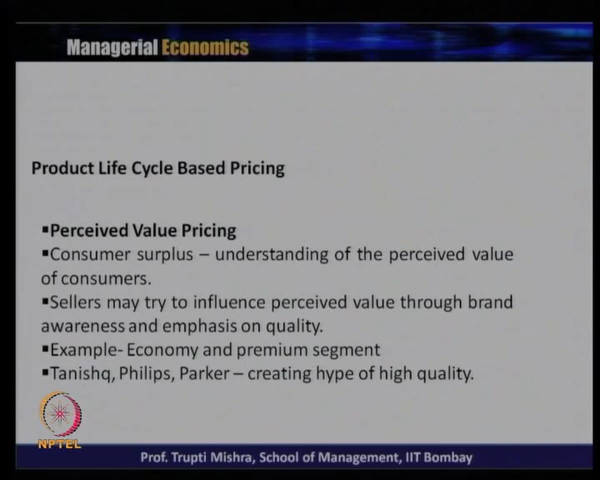 Managerial Economics
Product Life Cycle Based Pricing
▪Perceived Value Pricing
▪Consumer surplus – understanding of the perceived value
of consumers.
▪Sellers may try to influence perceived value through brand
awareness and emphasis on quality.
▪Example- Economy and premium segment
▪Tanishq, Philips, Parker – creating hype of high quality.
NPTEL
Prof. Trupti Mishra, School of Management, IIT Bombay